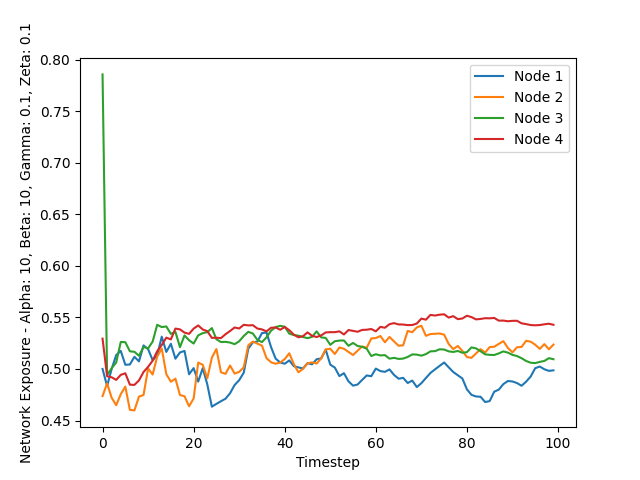 Network Exposure - Alpha: 10, Beta: 10, Gamma: 0.1, Zeta: 0.1
0.80
0.75
0.70
0.65
0.60
0.55
0.50
0.45
Node 1
Node 2
Node 3
Node 4
0 20 40 60 80 100
Timestep